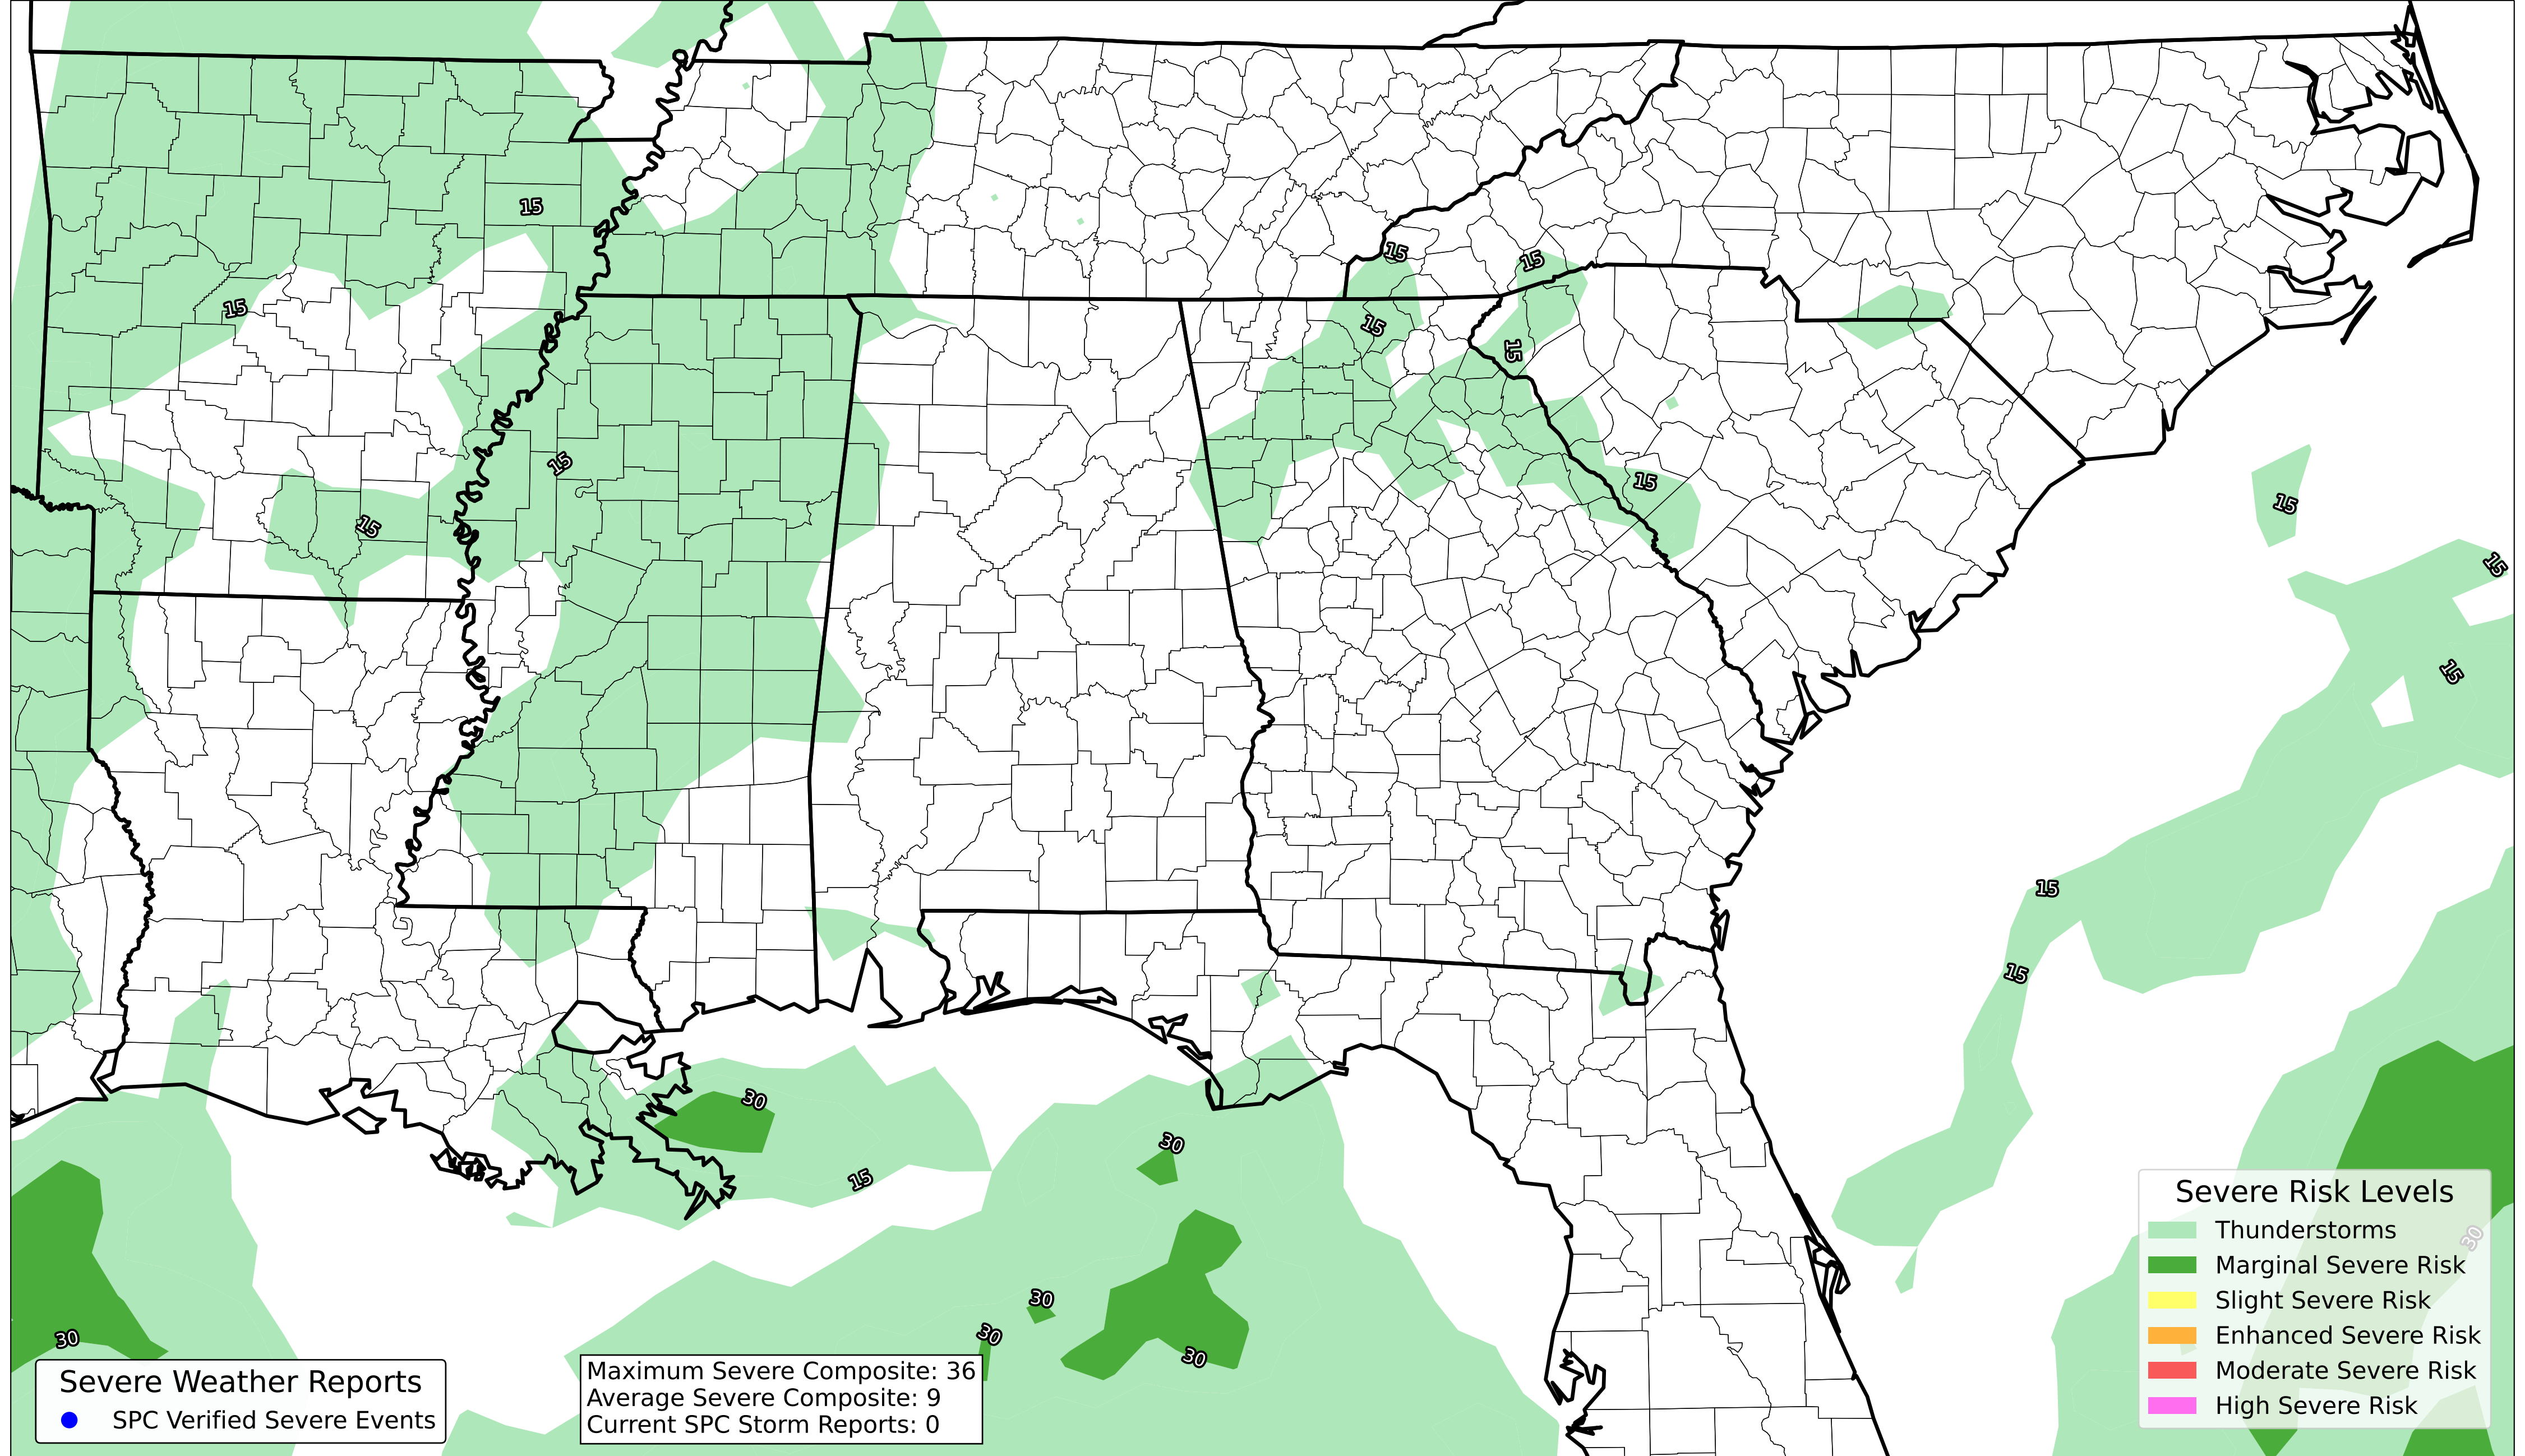 15
15
15
15
15
15
15
15
15
15
15
15
15
15
30
15
30
30
30
30
30
Severe Risk Levels
Thunderstorms
Marginal Severe Risk
Slight Severe Risk
Enhanced Severe Risk
Moderate Severe Risk
High Severe Risk
30
Severe Weather Reports
SPC Verified Severe Events
Maximum Severe Composite: 36
Average Severe Composite: 9
Current SPC Storm Reports: 0